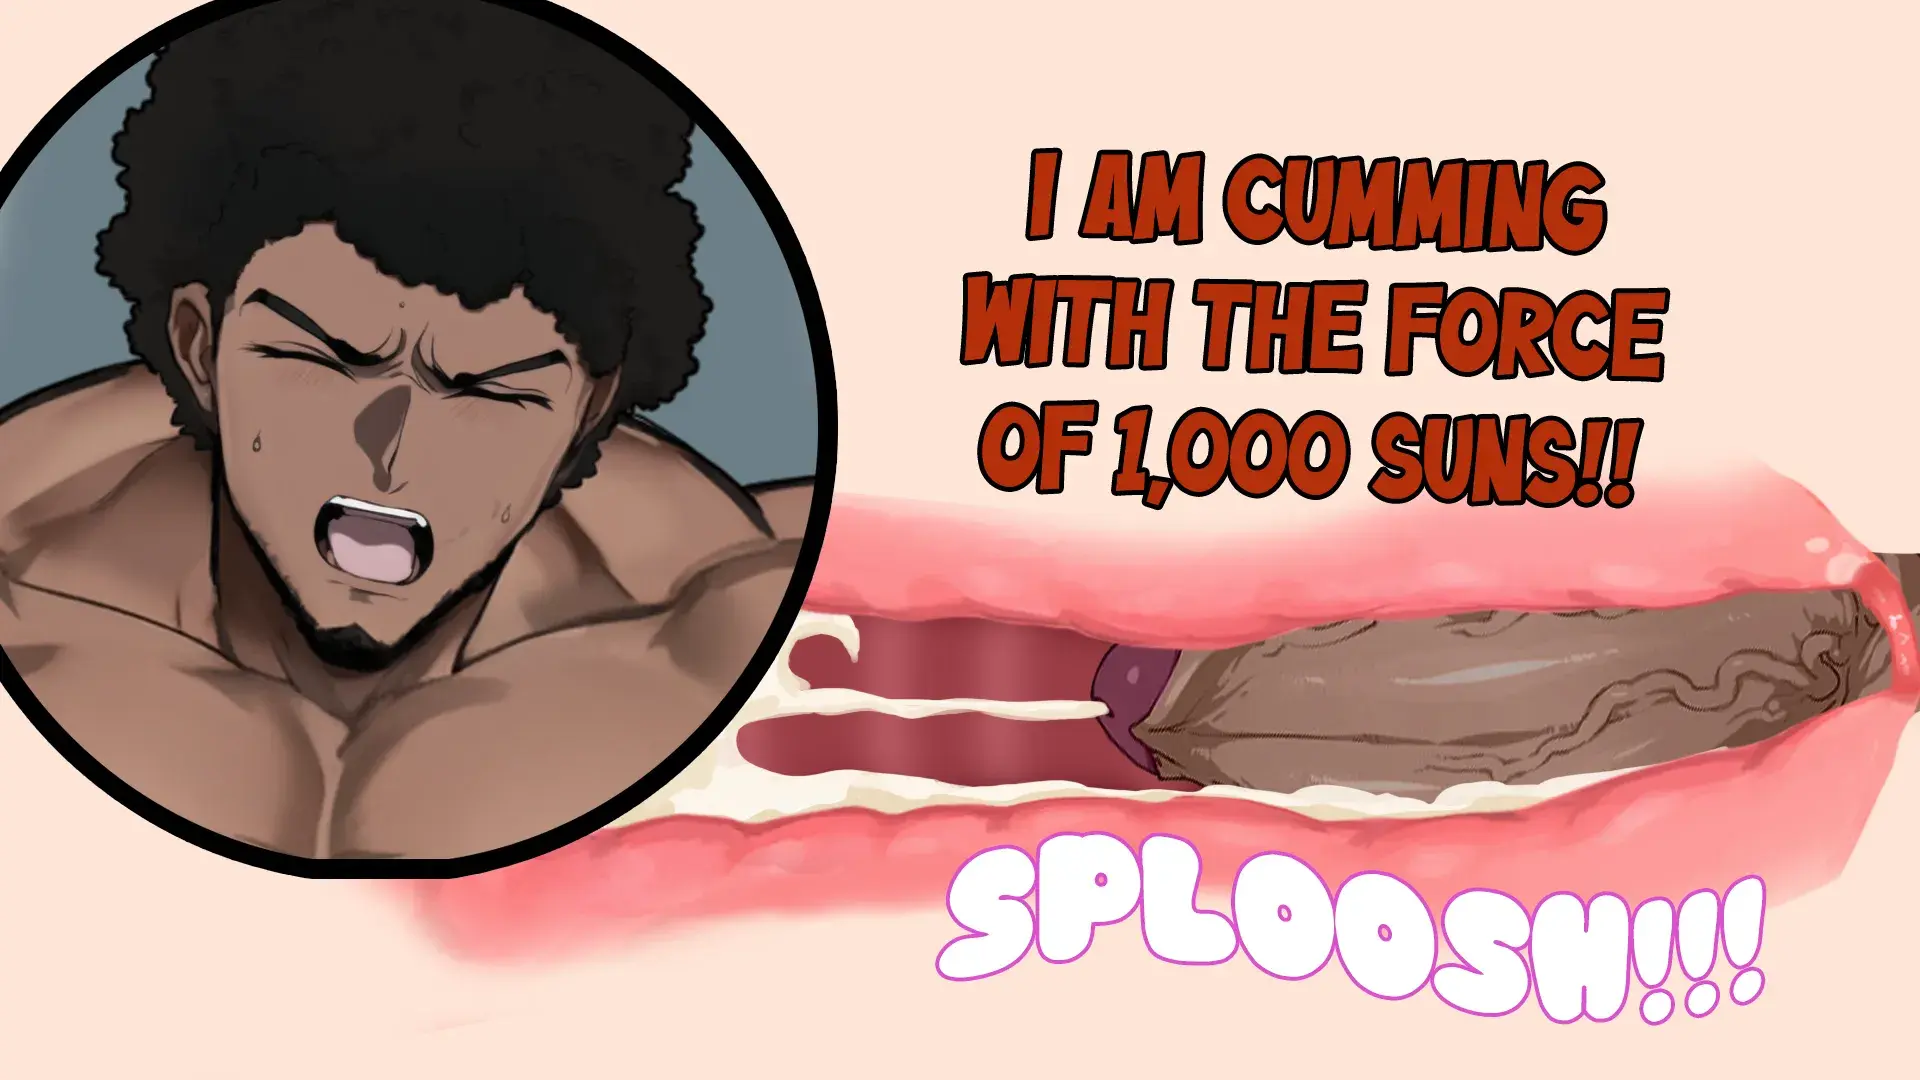 I AM CUMMING
WITH THE FORCE
OF 1,000 SUNS!!
SPLOOSH!!!